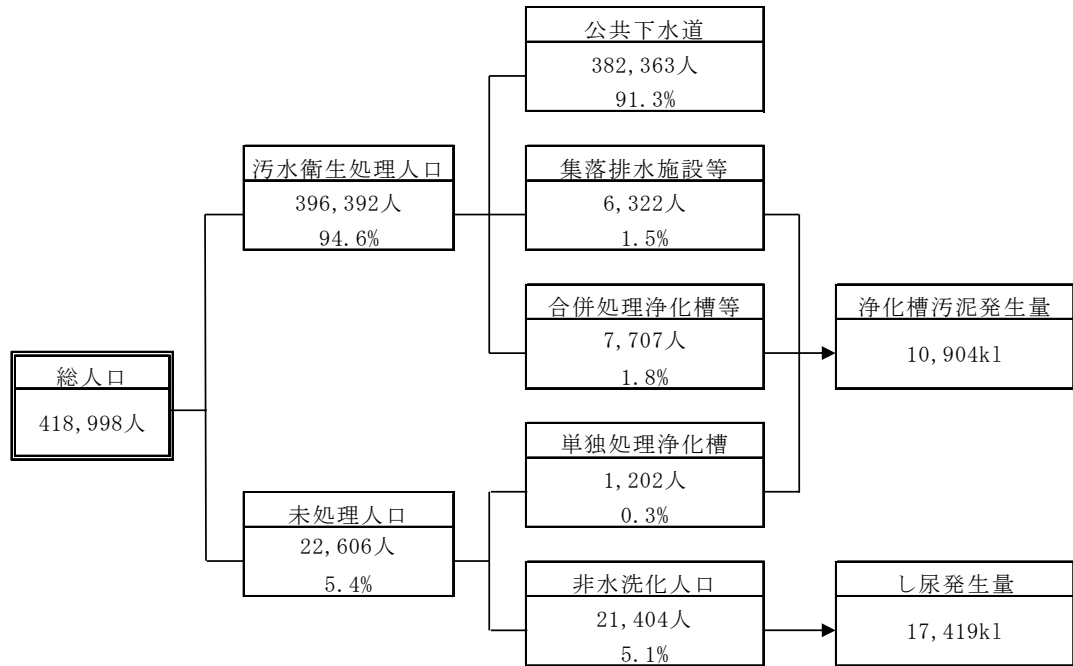 総人口
418,998人
汚水衛生処理人口
396,392人
94.6%
未処理人口
22,606人
5.4%
公共下水道
382,363人
91.3%
集落排水施設等
6,322人
1.5%
合併処理浄化槽等
7,707人
1.8%
単独処理浄化槽
1,202人
0.3%
非水洗化人口
21,404人
5.1%
浄化槽汚泥発生量
10,904kl
し尿発生量
17,419kl